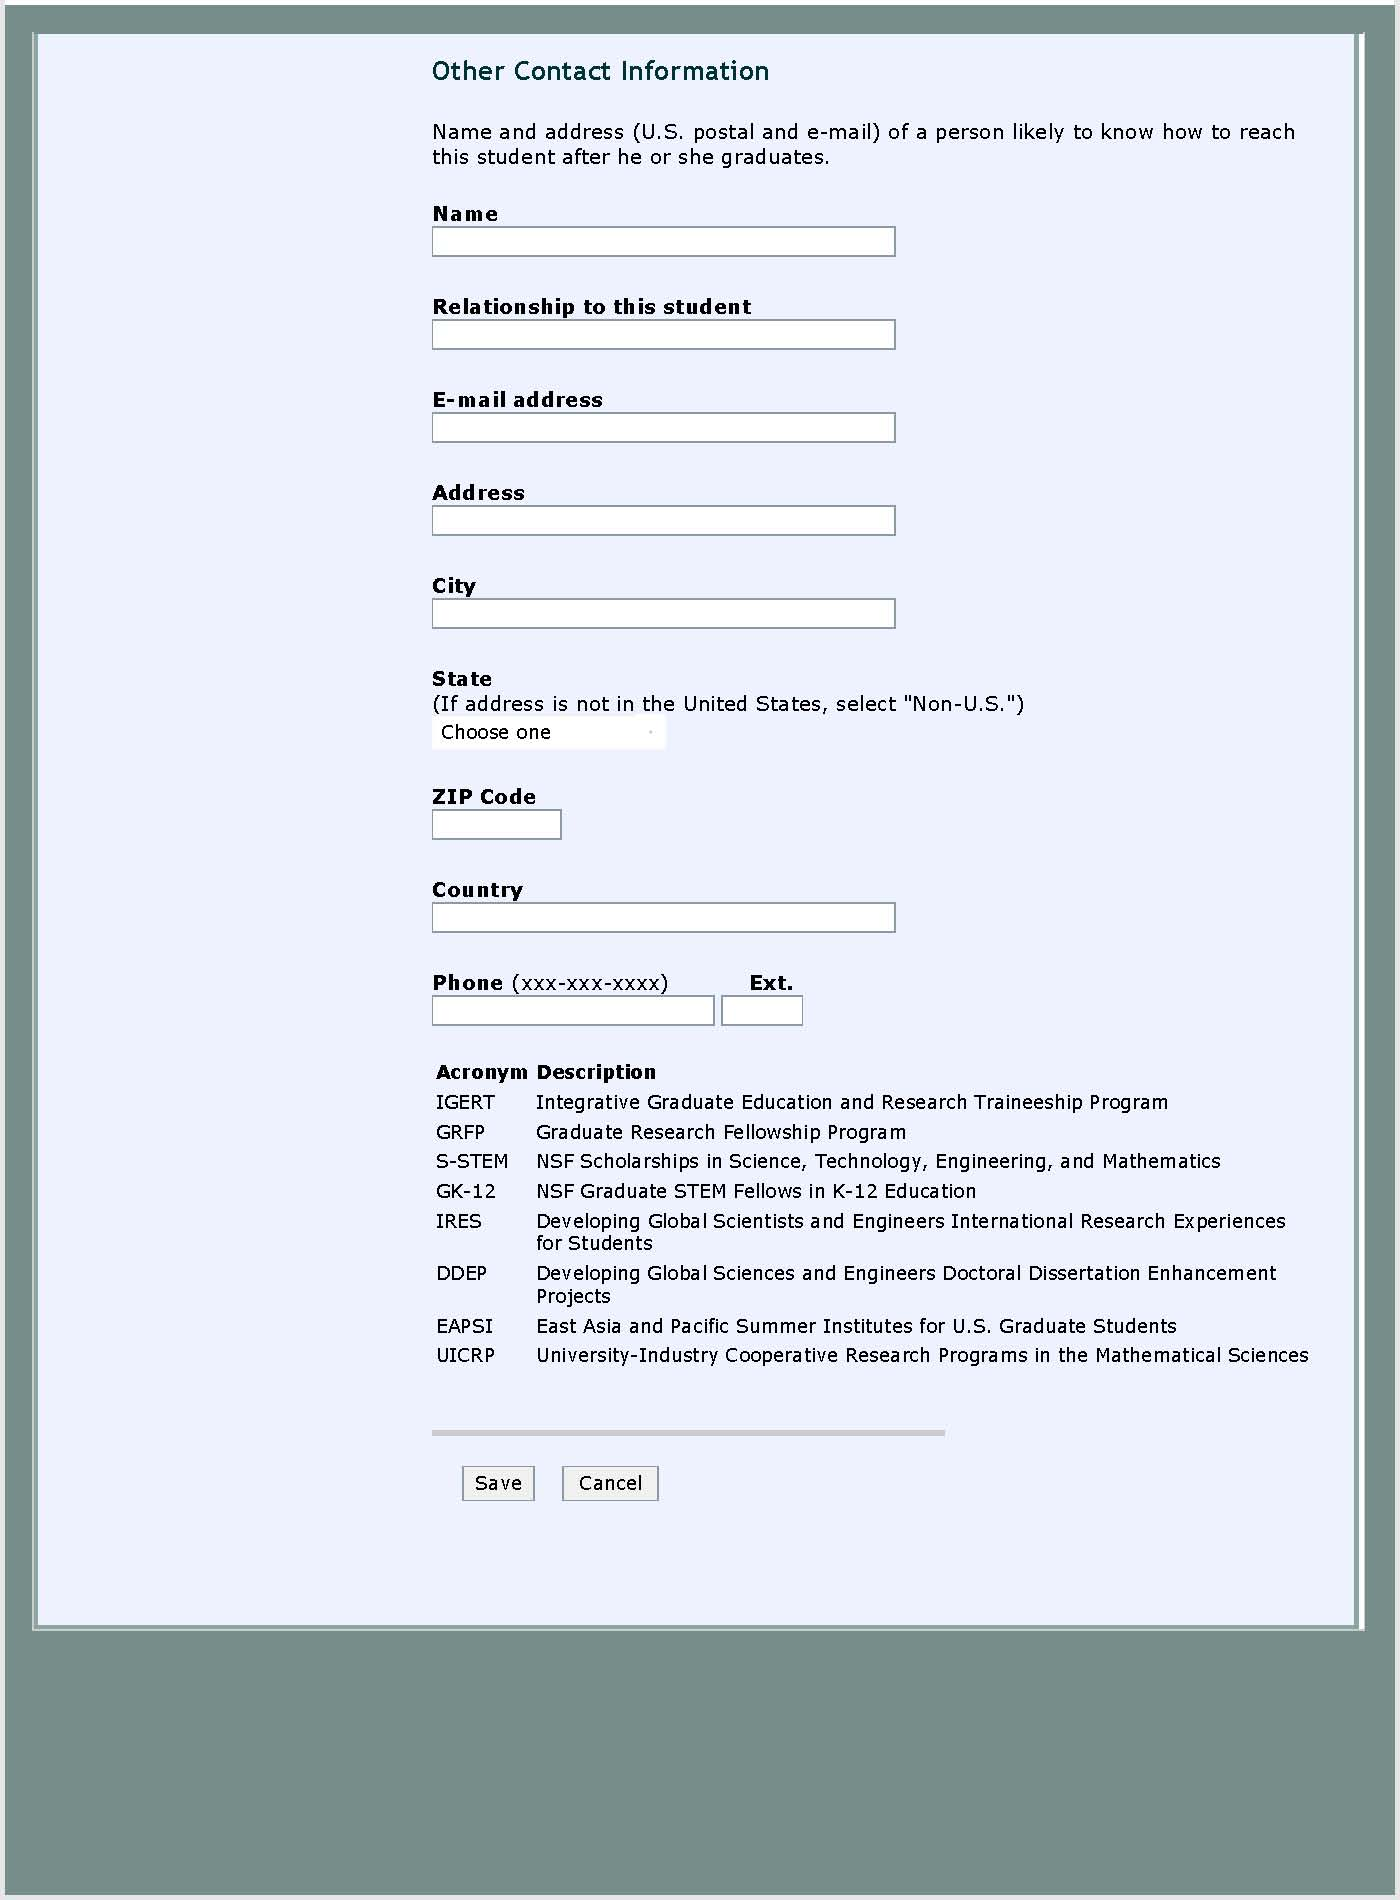 Other Contact Information
Name and address (U.S. postal and e-mail) of a person likely to know how to reach
this student after he or she graduates.
Name
Relationship to this student
E-mail address
Address
City
State
(If address is not in the United States, select "Non-U.S.")
Choose one
ZIP Code
Country
Phone (xxx-xxx-xxxx) Ext.
Acronym Description
IGERT Integrative Graduate Education and Research Traineeship Program
GRFP Graduate Research Fellowship Program
S-STEM NSF Scholarships in Science, Technology, Engineering, and Mathematics
GK-12 NSF Graduate STEM Fellows in K-12 Education
IRES Developing Global Scientists and Engineers International Research Experiences
for Students
DDEP Developing Global Sciences and Engineers Doctoral Dissertation Enhancement
Projects
EAPSI East Asia and Pacific Summer Institutes for U.S. Graduate Students
UICRP University-Industry Cooperative Research Programs in the Mathematical Sciences
Save Cancel